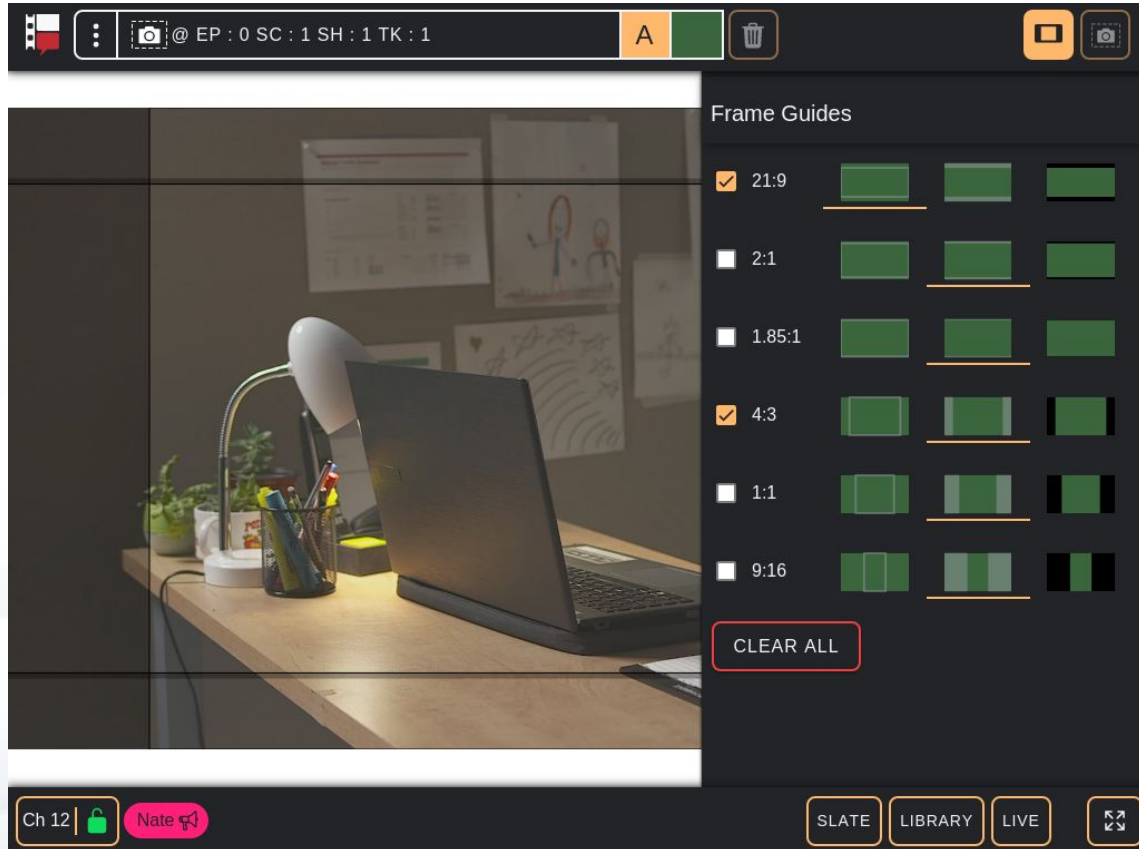 @ EP : 0 SC : 1 SH : 1 TK : 1
A
Frame Guides
21:9
2:1
1.85:1
4:3
1:1
9:16
CLEAR ALL
Ch 12
Nate
SLATE
LIBRARY
LIVE